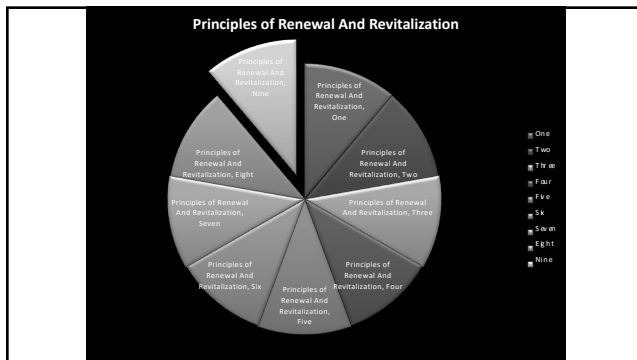 Principles of Renewal And Revitalization
Principles of
Renewal And
Revitalization,
Nine
Principles of
Renewal And
Revitalization,
One
Principles of
Renewal And
Revitalization, Eight
Principles of
Renewal And
Revitalization, Two
Principles of Renewal
And Revitalization,
Seven
Principles of Renewal
And Revitalization, Three
Principles of
Renewal And
Revitalization, Six
Principles of
Renewal And
Revitalization, Four
Principles of
Renewal And
Revitalization,
Five
One
Two
Three
Four
Five
Six
Seven
Eight
Nine